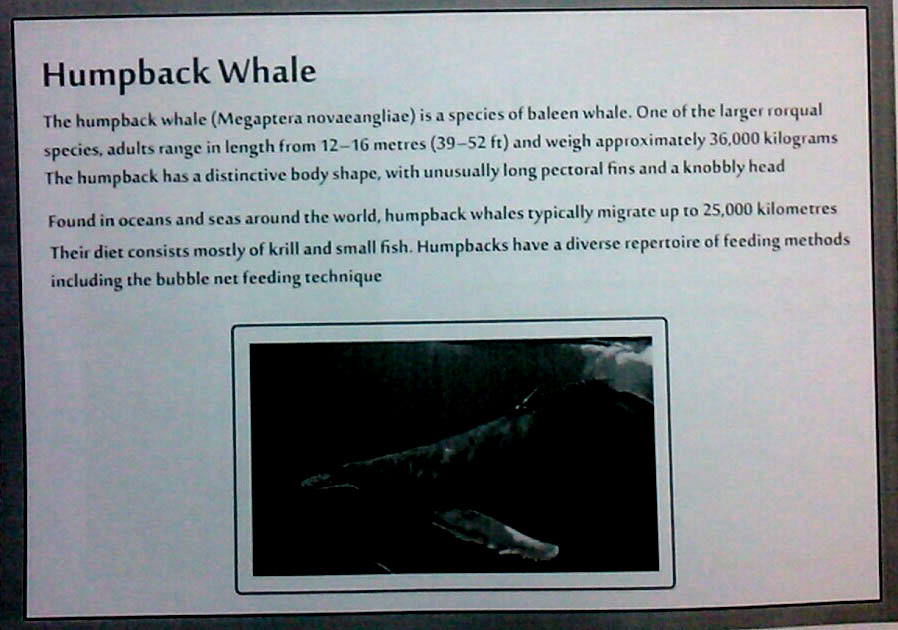 Humpback Whale
The humpback whale (Megaptera novaeangliae) is a species of baleen whale. One of the larger rorqual
species, adults range in length from 12–16 metres (39–52 ft) and weigh approximately 36,000 kilograms
The humpback has a distinctive body shape, with unusually long pectoral fins and a knobbly head
Found in oceans and seas around the world, humpback whales typically migrate up to 25,000 kilometres
Their diet consists mostly of krill and small fish. Humpbacks have a diverse repertoire of feeding methods
including the bubble net feeding technique